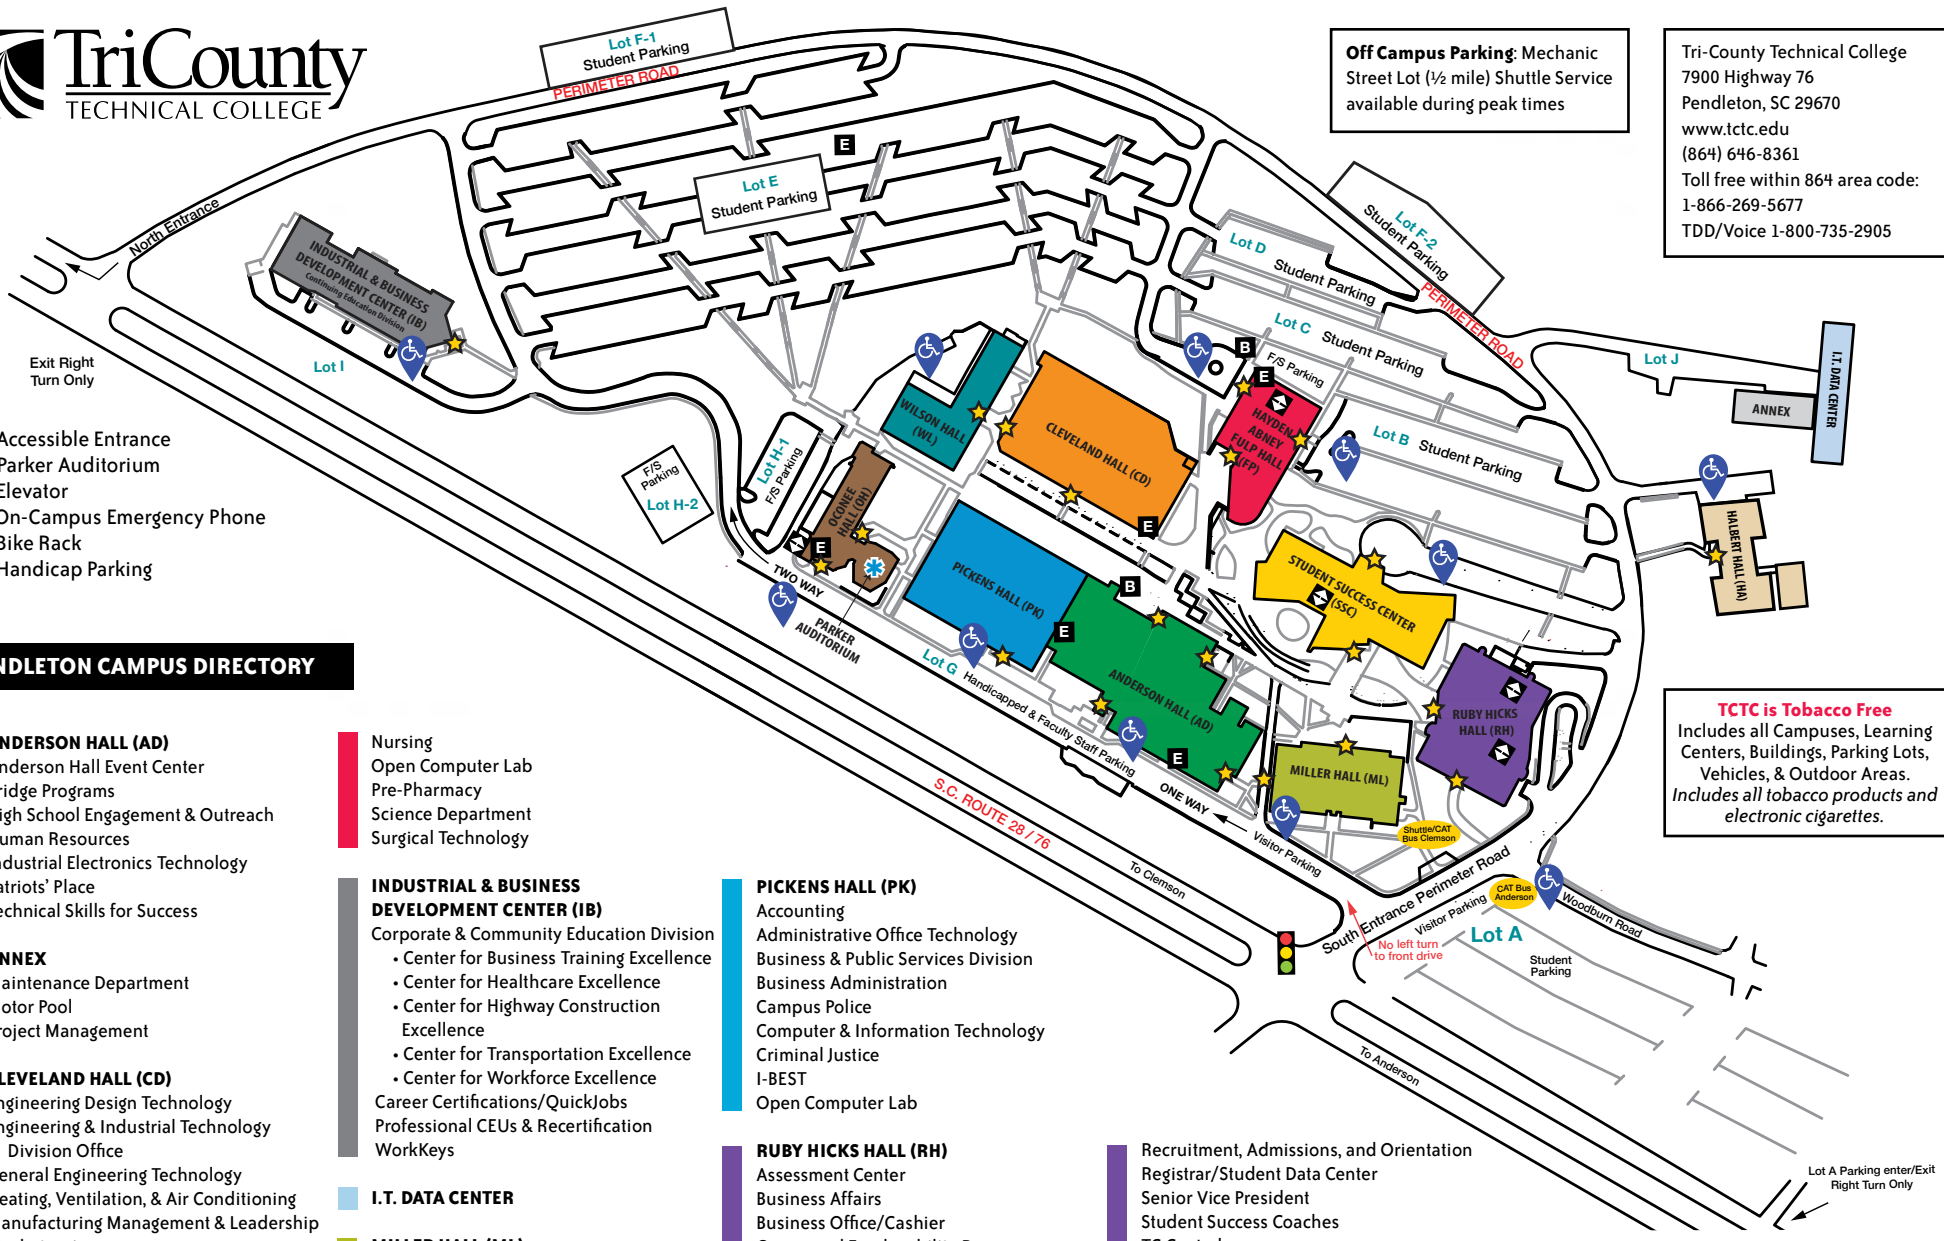 TriCounty
TECHNICAL COLLEGE
Lot F-1
Student Parking
PERIMETER ROAD
Off Campus Parking: Mechanic
Street Lot (½ mile) Shuttle Service
available during peak times
Tri-County Technical College
7900 Highway 76
Pendleton, SC 29670
www.tctc.edu
(864) 646-8361
Toll free within 864 area code:
1-866-269-5677
TDD/Voice 1-800-735-2905
E
Lot E
Student Parking
North Entrance
INDUSTRIAL & BUSINESS
DEVELOPMENT CENTER (IB)
Continuing Education Division
Lot I
Exit Right
Turn Only
Lot D
Student Parking
Lot F-2
Student Parking
PERIMETER ROAD
Lot C
Student Parking
B
F/S Parking
E
Lot J
ANNEX
I.T. DATA CENTER
WILSON HALL
(WL)
CLEVELAND HALL (CD)
HAYDEN
ABNEY
FULP HALL
(FP)
Lot B
Student Parking
HALBERT HALL (HA)
Accessible Entrance
Parker Auditorium
Elevator
On-Campus Emergency Phone
Bike Rack
Handicap Parking
F/S
Parking
Lot H-2
Lot H-1
F/S Parking
OCONEE
HALL (OH)
E
E
TWO WAY
PARKER
AUDITORIUM
PICKENS HALL (PK)
B
E
STUDENT SUCCESS CENTER
(SSC)
ANDERSON HALL (AD)
E
RUBY HICKS
HALL (RH)
MILLER HALL (ML)
Lot G
Handicapped & Faculty Staff Parking
ONE WAY
Visitor Parking
S.C. ROUTE 28 / 76
To Clemson
Shuttle/CAT
Bus Clemson
South Entrance Perimeter Road
Visitor Parking
CAT Bus
Anderson
Woodburn Road
Lot A
No left turn
to front drive
Student
Parking
To Anderson
Lot A Parking enter/Exit
Right Turn Only
TCTC is Tobacco Free
Includes all Campuses, Learning
Centers, Buildings, Parking Lots,
Vehicles, & Outdoor Areas.
Includes all tobacco products and
electronic cigarettes.
NDLETON CAMPUS DIRECTORY
NDERSON HALL (AD)
nderson Hall Event Center
ridge Programs
igh School Engagement & Outreach
uman Resources
ndustrial Electronics Technology
atriots' Place
echnical Skills for Success
NNEX
aintenance Department
otor Pool
roject Management
LEVELAND HALL (CD)
ngineering Design Technology
ngineering & Industrial Technology
Division Office
eneral Engineering Technology
eating, Ventilation, & Air Conditioning
anufacturing Management & Leadership
Nursing
Open Computer Lab
Pre-Pharmacy
Science Department
Surgical Technology
INDUSTRIAL & BUSINESS
DEVELOPMENT CENTER (IB)
Corporate & Community Education Division
• Center for Business Training Excellence
• Center for Healthcare Excellence
• Center for Highway Construction
Excellence
• Center for Transportation Excellence
• Center for Workforce Excellence
Career Certifications/QuickJobs
Professional CEUs & Recertification
WorkKeys
I.T. DATA CENTER
MILLER HALL (ML)
PICKENS HALL (PK)
Accounting
Administrative Office Technology
Business & Public Services Division
Business Administration
Campus Police
Computer & Information Technology
Criminal Justice
I-BEST
Open Computer Lab
RUBY HICKS HALL (RH)
Assessment Center
Business Affairs
Business Office/Cashier
Recruitment, Admissions, and Orientation
Registrar/Student Data Center
Senior Vice President
Student Success Coaches